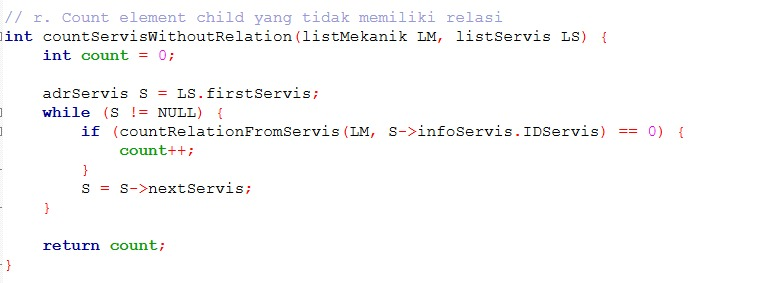 // r. Count element child yang tidak memiliki relasi
int countServisWithoutRelation(listMekanik LM, listServis LS) {
    int count = 0;

    adrServis S = LS.firstServis;
    while (S != NULL) {
        if (countRelationFromServis(LM, S->infoServis.IDServis) == 0) {
            count++;
        }
        S = S->nextServis;
    }

    return count;
}